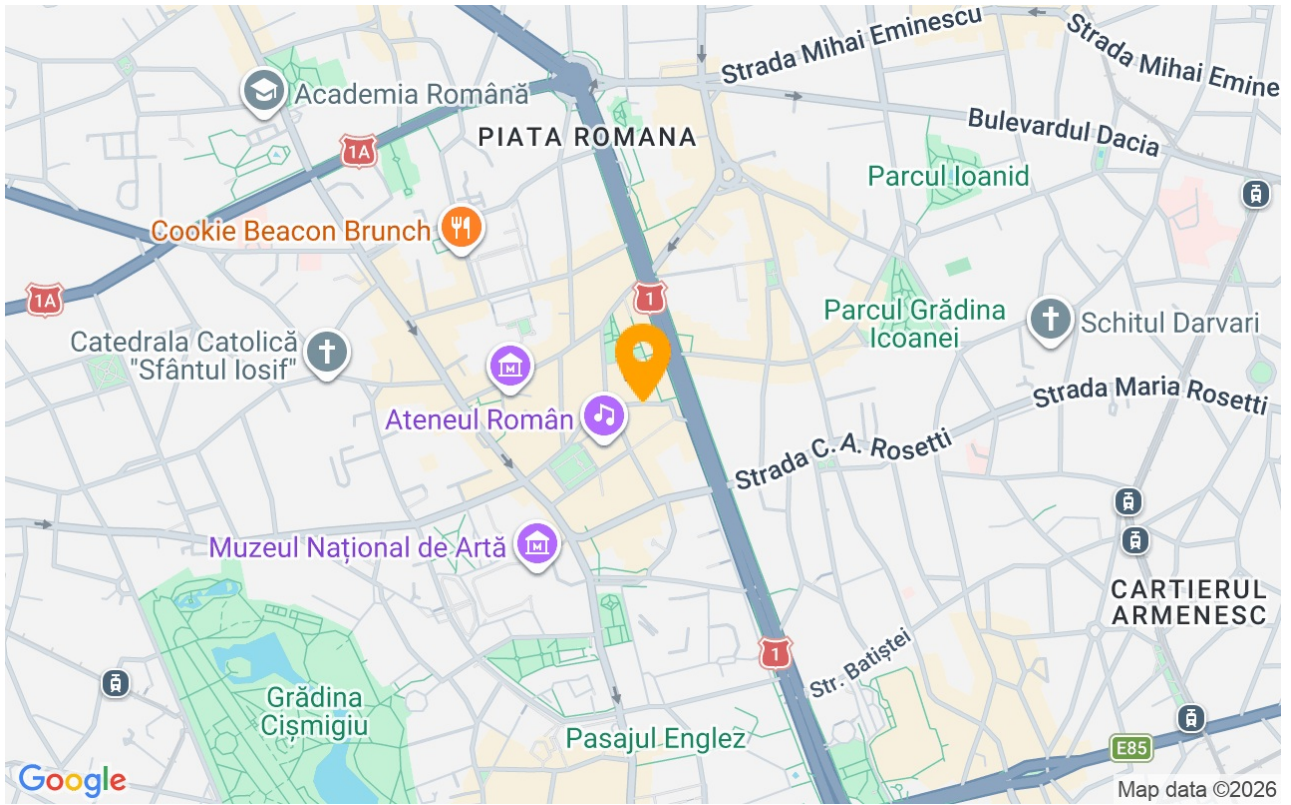 Strada Mihai Eminescu
Strada Mihai Emine
Academia Română
PIATA ROMANA
1A
Bulevardul Dacia
Parcul Ioanid
Cookie Beacon Brunch
1A
1
Parcul Grădina
Icoanei
Schitul Darvari
Catedrala Catolică
"Sfântul Iosif"
M
Ateneul Român
Strada Maria Rosetti
Strada C. A. Rosetti
Muzeul Național de Artă
M
CARTIERUL
ARMENESC
1
Str. Batiștei
Grădina
Cișmigiu
Pasajul Englez
E85
Google
Map data ©2026